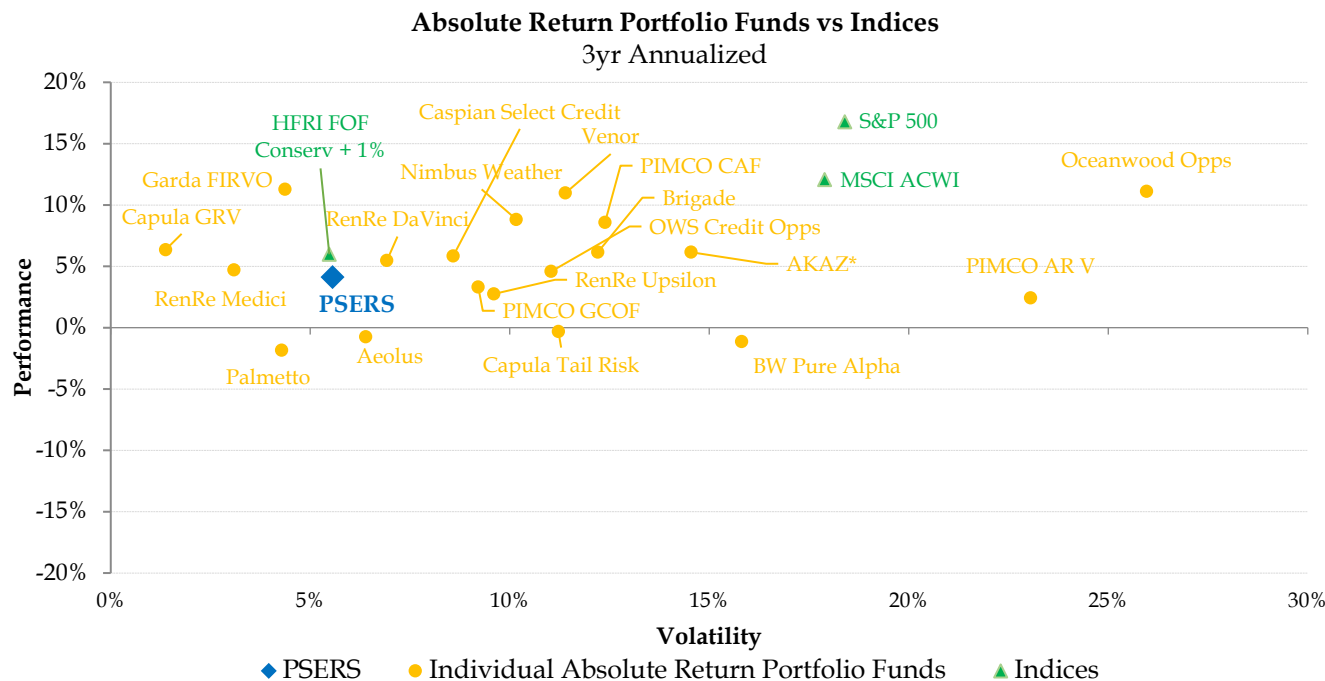 Absolute Return Portfolio Funds vs Indices
3yr Annualized
20%
15%
10%
5%
0%
-5%
-10%
-15%
-20%
Performance
HFRI FOF
Conserv + 1%
Caspian Select Credit
Venor
S&P 500
Garda FIRVO
Nimbus Weather
PIMCO CAF
MSCI ACWI
Oceanwood Opps
Capula GRV
RenRe DaVinci
Brigade
OWS Credit Opps
AKAZ*
PIMCO AR V
RenRe Medici
PSERS
RenRe Upsilon
PIMCO GCOF
Palmetto
Aeolus
Capula Tail Risk
BW Pure Alpha
0%
5%
10%
15%
20%
25%
30%
Volatility
PSERS
Individual Absolute Return Portfolio Funds
Indices